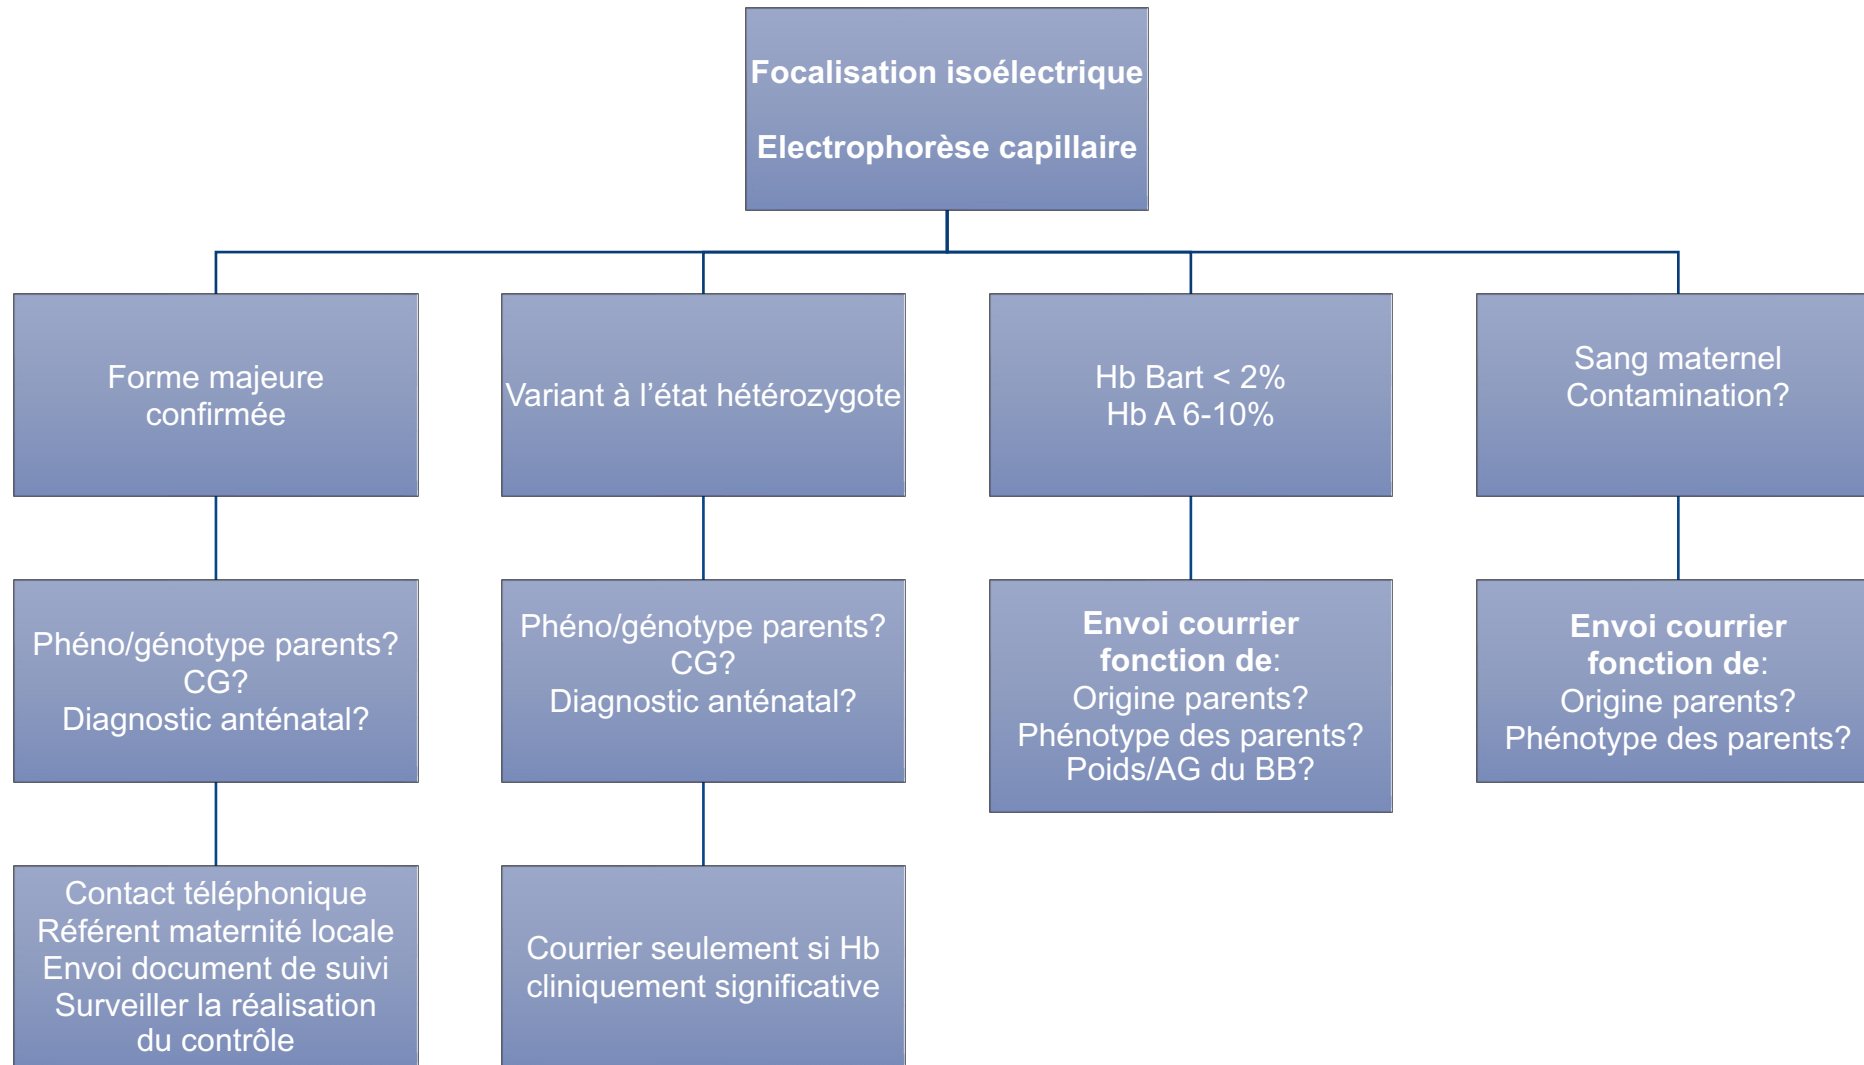 Focalisation isoélectrique
Electrophorèse capillaire
Forme majeure
confirmée
Variant à l’état hétérozygote
Hb Bart < 2%
Hb A 6-10%
Sang maternel
Contamination?
Phéno/génotype parents?
CG?
Diagnostic anténatal?
Phéno/génotype parents?
CG?
Diagnostic anténatal?
Envoi courrier
fonction de:
Origine parents?
Phénotype des parents?
Poids/AG du BB?
Envoi courrier
fonction de:
Origine parents?
Phénotype des parents?
Contact téléphonique
Référent maternité locale
Envoi document de suivi
Surveiller la réalisation
du contrôle
Courrier seulement si Hb
cliniquement significative